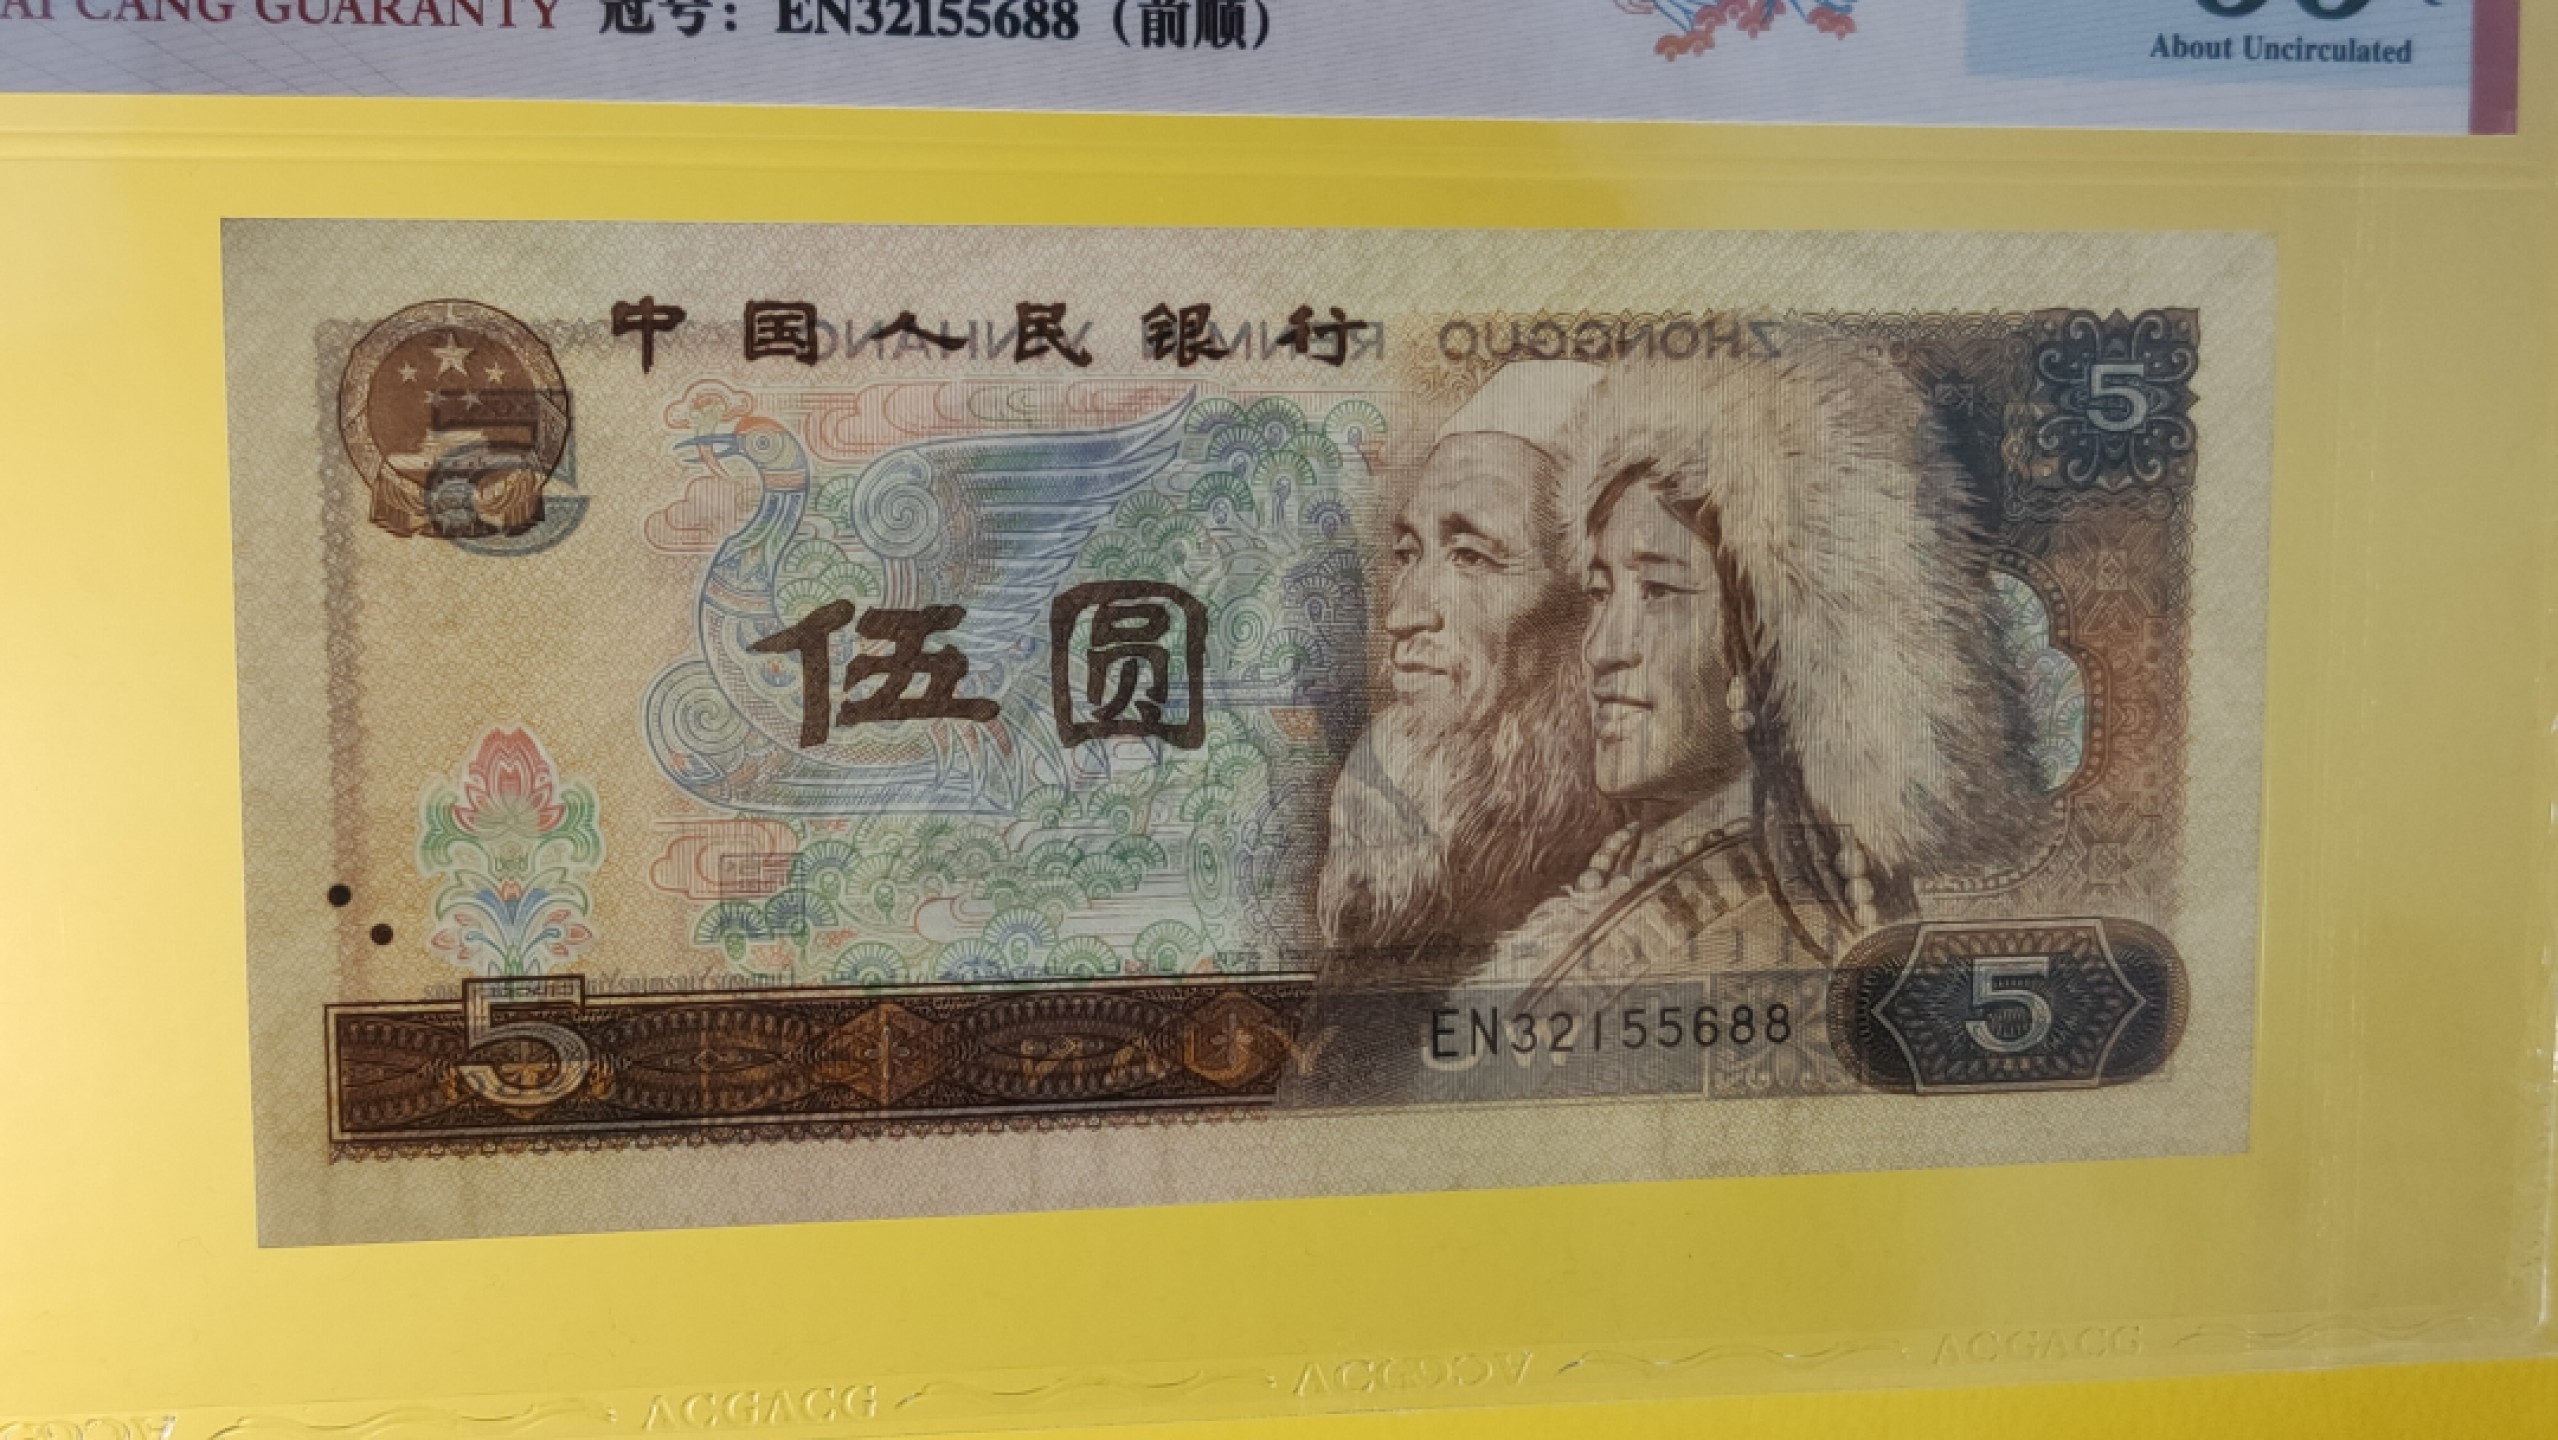 AI CANG GUARANTY 冠号：EN32155688（前顺）
About Uncirculated
中国人民银行
ZHONGGUO RENMIN YINHANG
5
伍圆
5
EN32155688
5
ACGACG
ACGACG
ACGACG